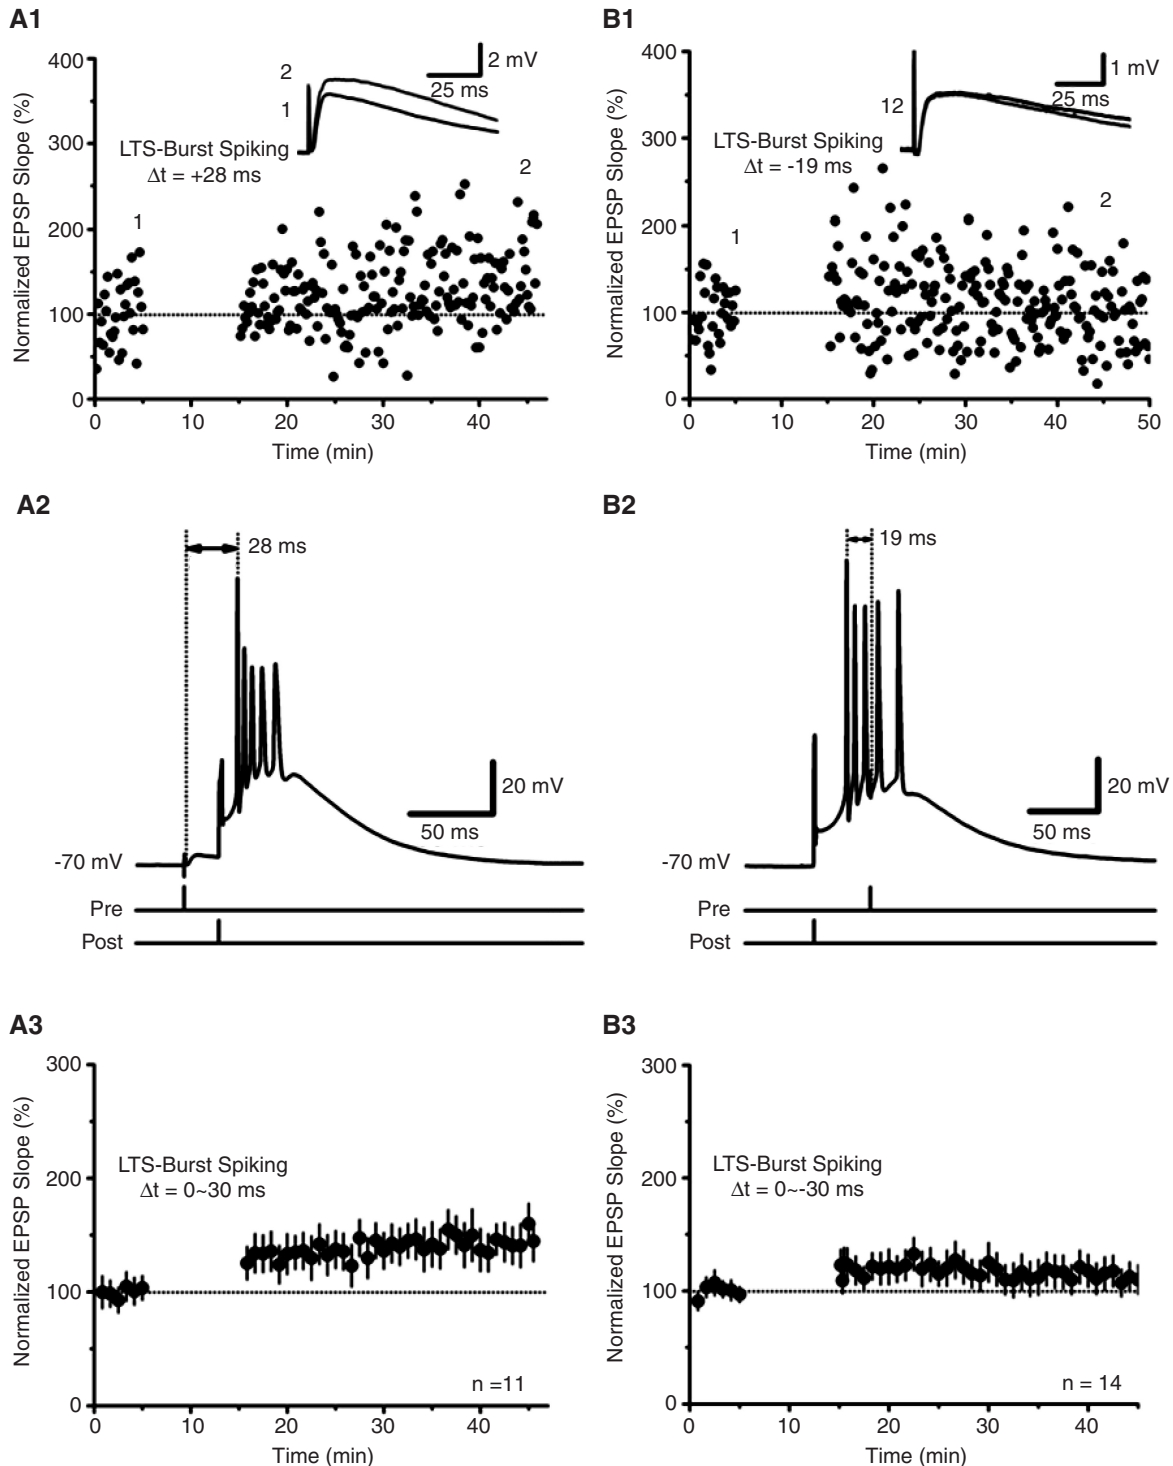 A1
Normalized EPSP Slope (%)
400
300
200
100
0
0 10 20 30 40
Time (min)
LTS-Burst Spiking
Δt = +28 ms
2
1
2 mV
25 ms
1
2
B1
Normalized EPSP Slope (%)
400
300
200
100
0
0 10 20 30 40 50
Time (min)
LTS-Burst Spiking
Δt = -19 ms
12
1 mV
25 ms
1
2
A2
28 ms
20 mV
50 ms
-70 mV
Pre
Post
B2
19 ms
20 mV
50 ms
-70 mV
Pre
Post
A3
Normalized EPSP Slope (%)
300
200
100
0
0 10 20 30 40
Time (min)
LTS-Burst Spiking
Δt = 0~30 ms
n =11
B3
Normalized EPSP Slope (%)
300
200
100
0
0 10 20 30 40
Time (min)
LTS-Burst Spiking
Δt = 0~-30 ms
n = 14